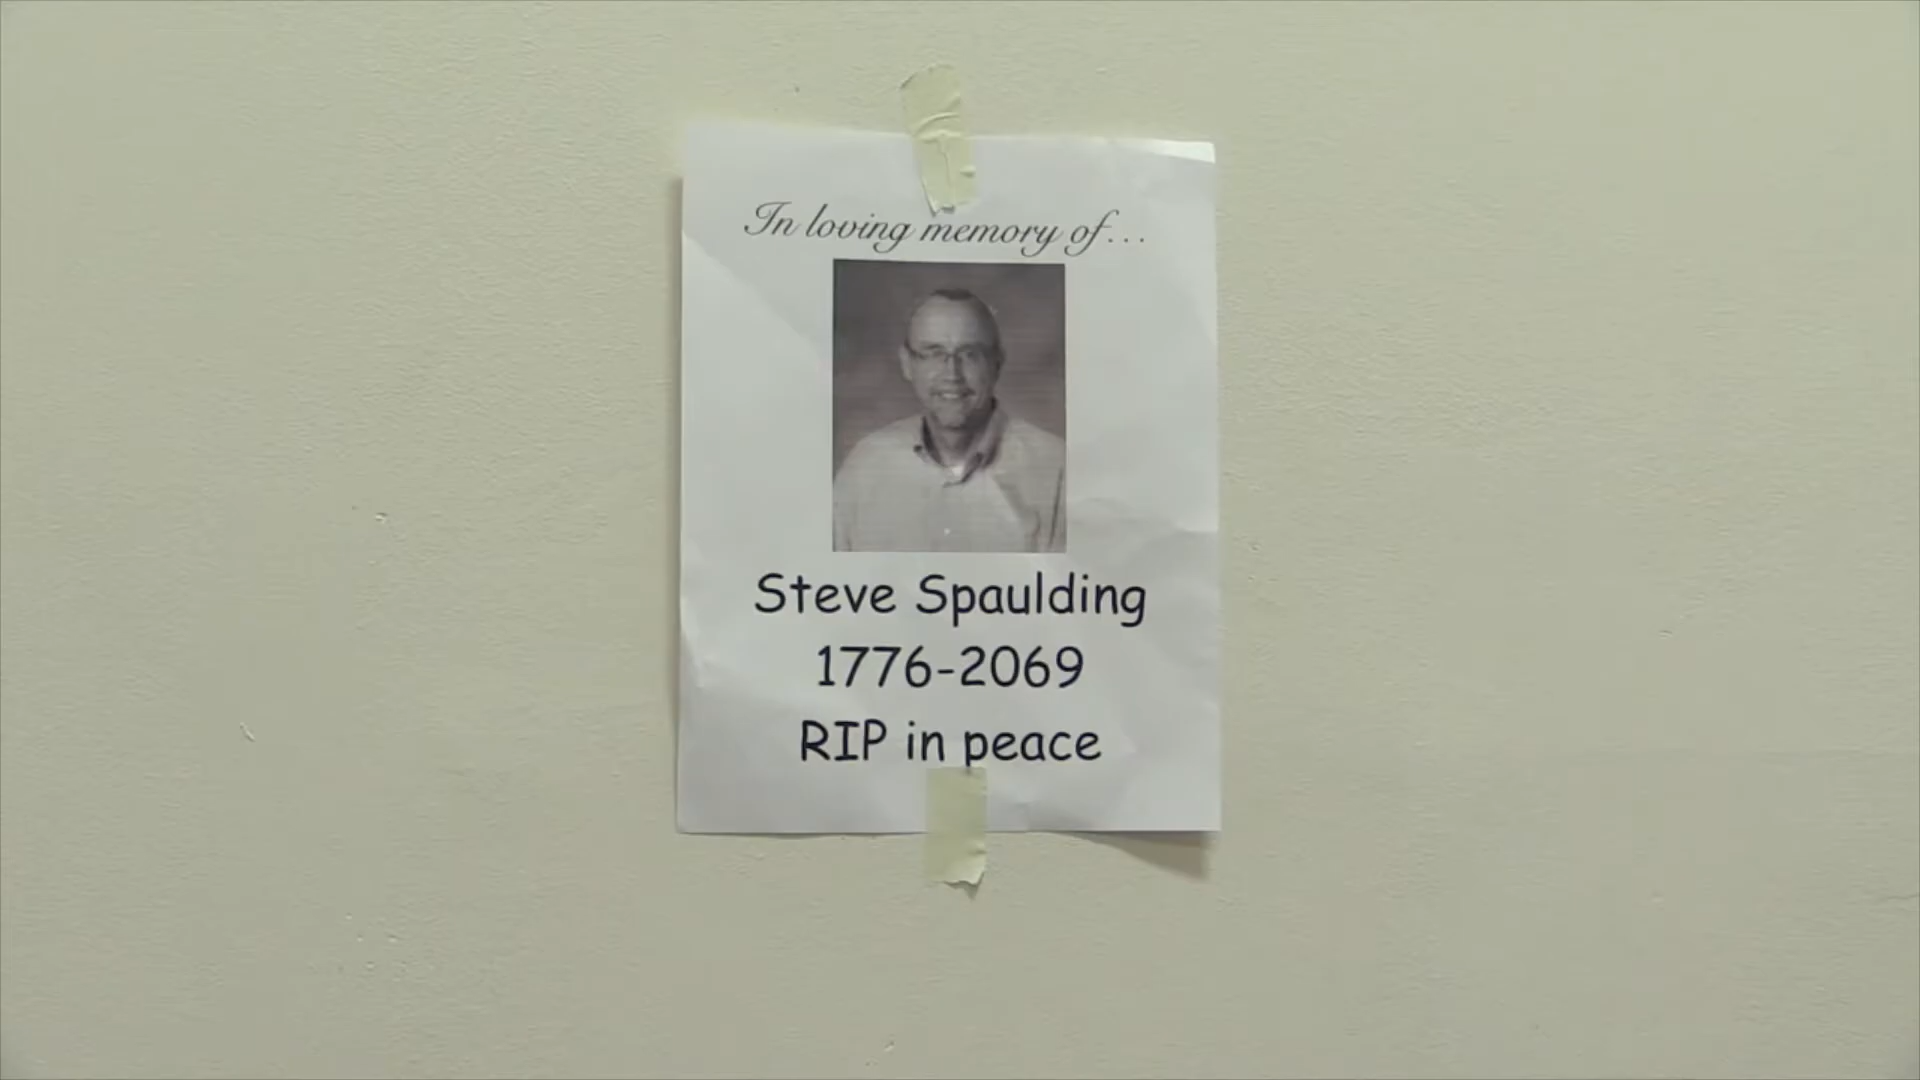 In loving memory of...
Steve Spaulding
1776-2069
RIP in peace